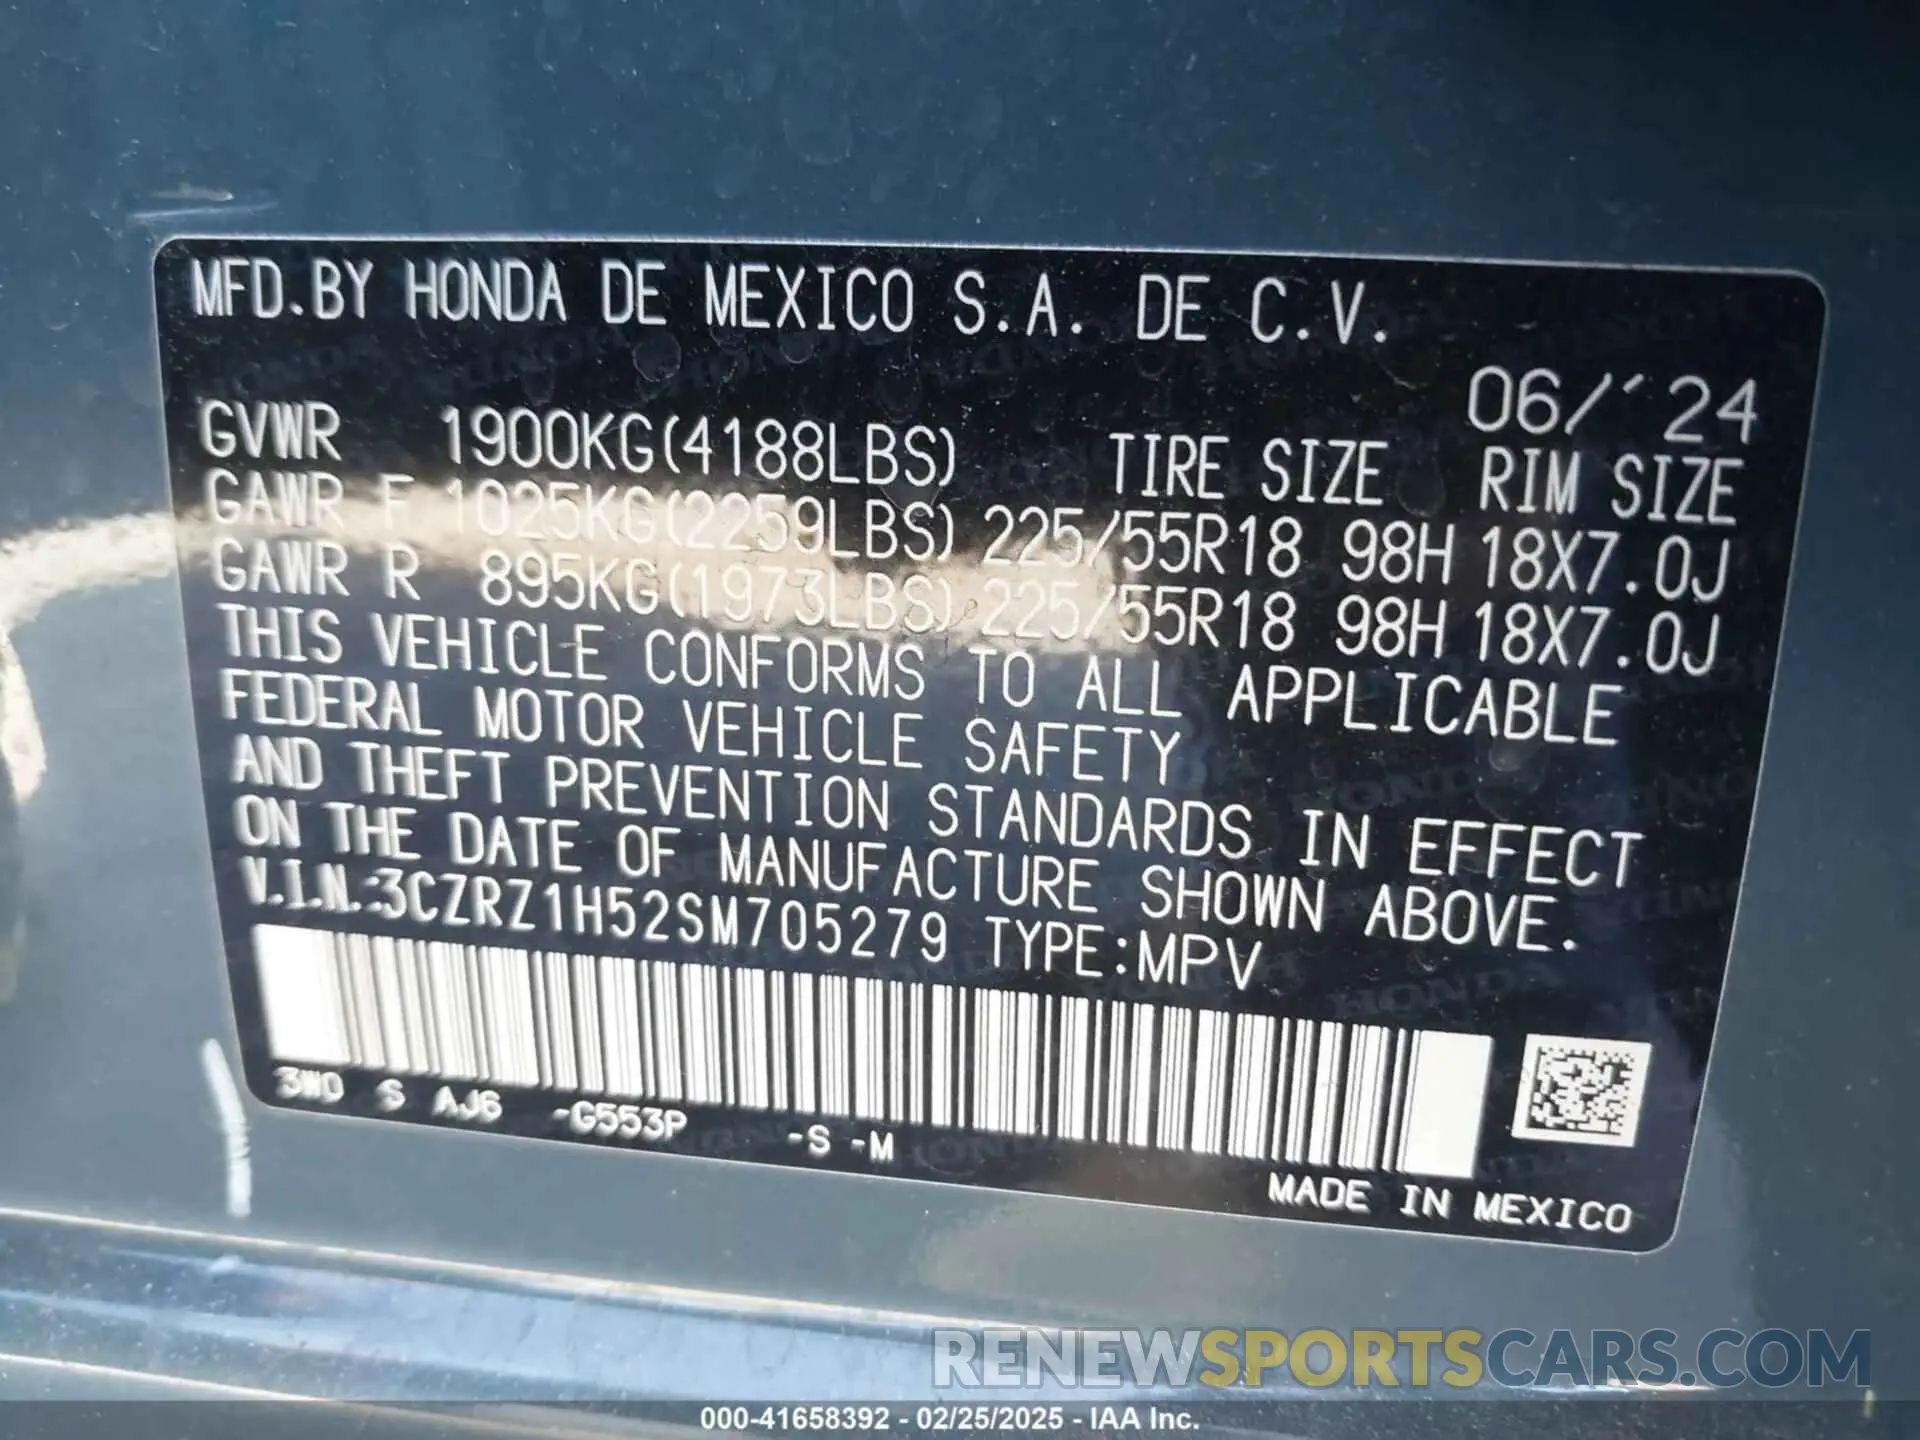 MFD.BY HONDA DE MEXICO S.A. DE C.V.
06/'24
GVWR 1900KG(4188LBS) TIRE SIZE RIM SIZE
GAWR F 1025KG(2259LBS) 225/55R18 98H 18X7.0J
GAWR R 895KG(1973LBS) 225/55R18 98H 18X7.0J
THIS VEHICLE CONFORMS TO ALL APPLICABLE
FEDERAL MOTOR VEHICLE SAFETY
AND THEFT PREVENTION STANDARDS IN EFFECT
ON THE DATE OF MANUFACTURE SHOWN ABOVE.
V.I.N.:3CZRZ1H52SM705279 TYPE:MPV
3W0 S AJ6 -G553P -S -M
MADE IN MEXICO
RENEWSPORTSCARS.COM
000-41658392 - 02/25/2025 - IAA Inc.